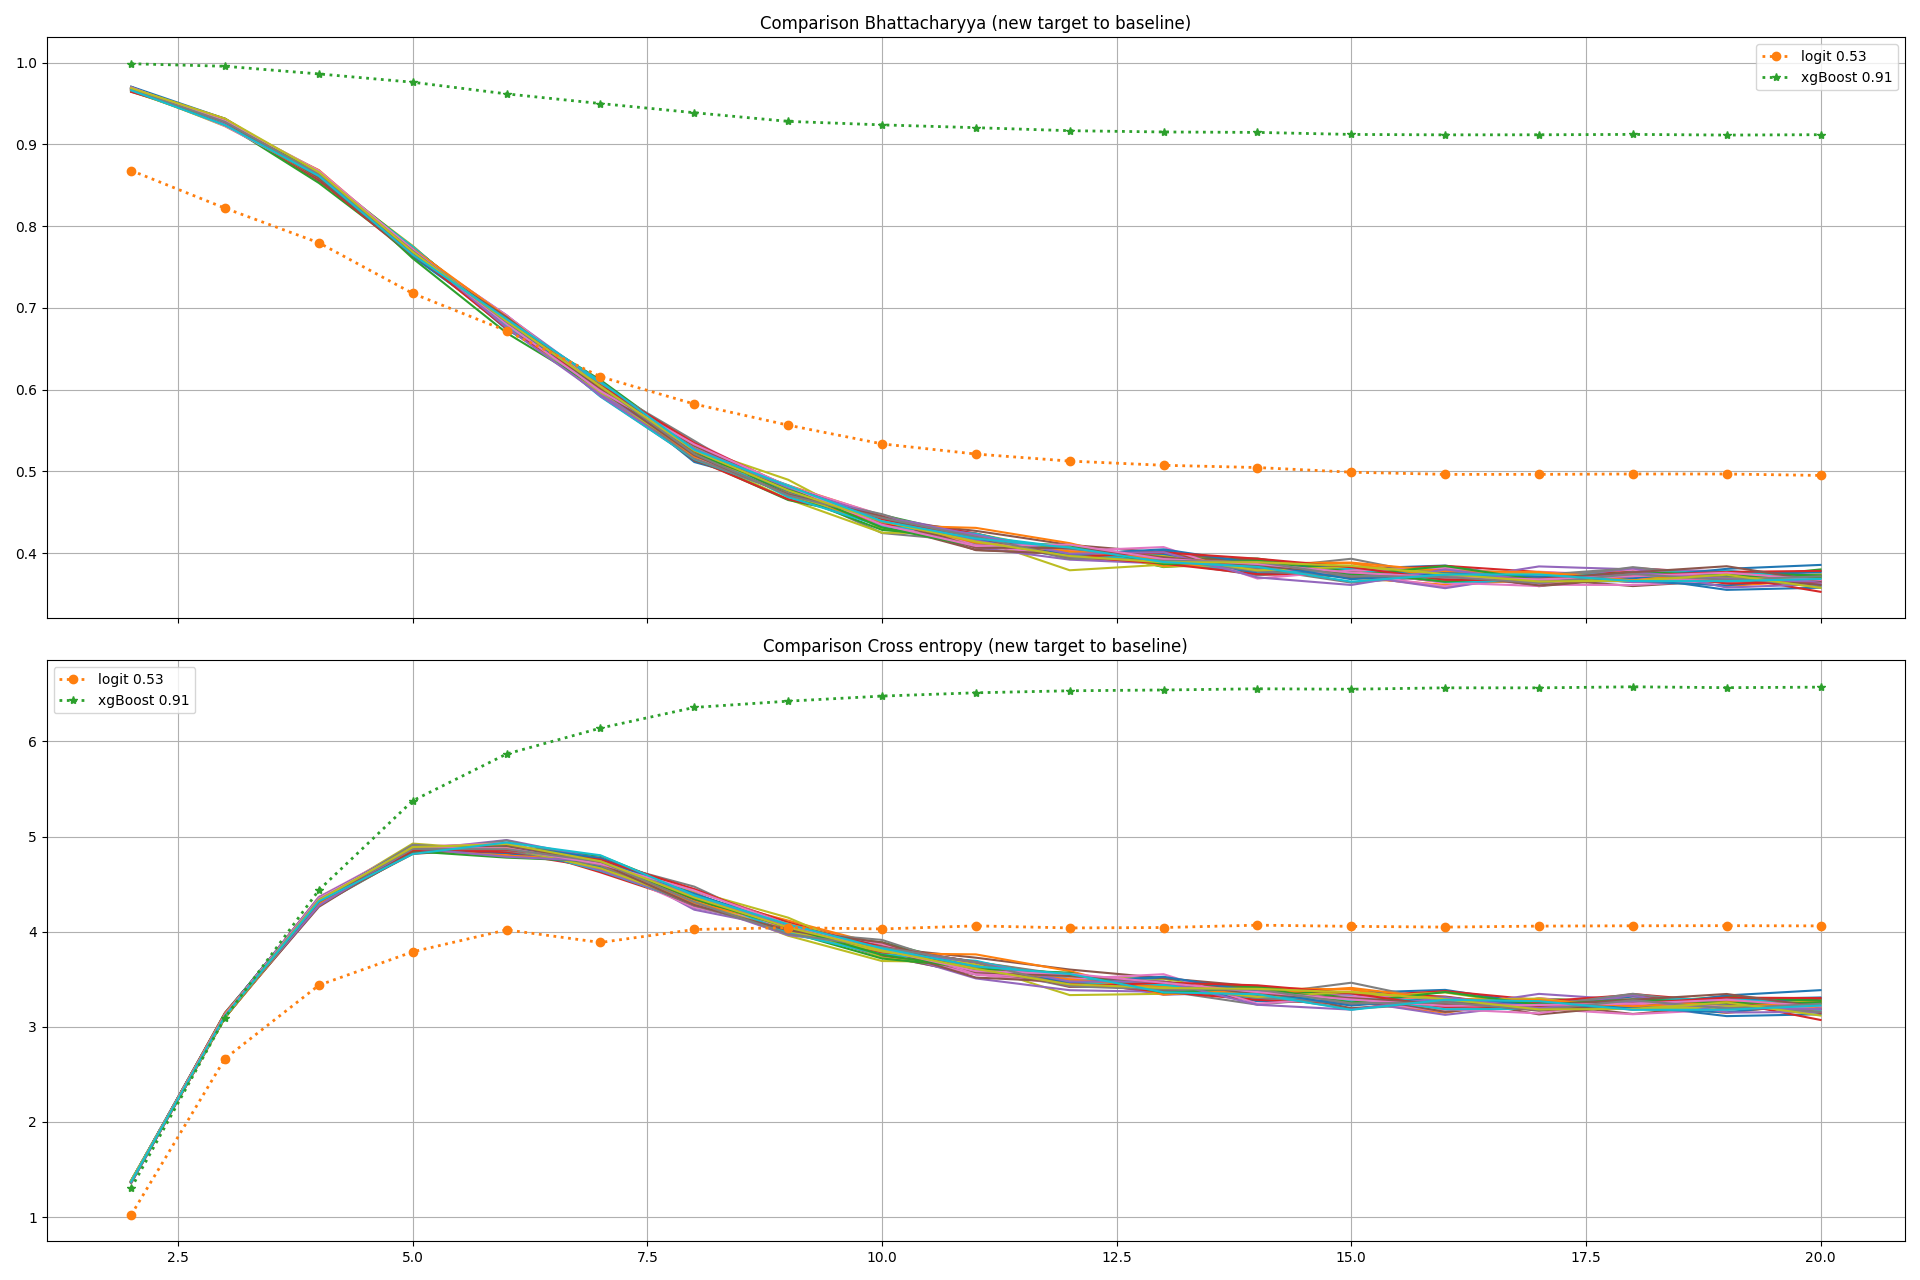 Comparison Bhattacharyya (new target to baseline)
1.0
0.9
0.8
0.7
0.6
0.5
0.4
logit 0.53
xgBoost 0.91
Comparison Cross entropy (new target to baseline)
logit 0.53
xgBoost 0.91
6
5
4
3
2
1
2.5 5.0 7.5 10.0 12.5 15.0 17.5 20.0